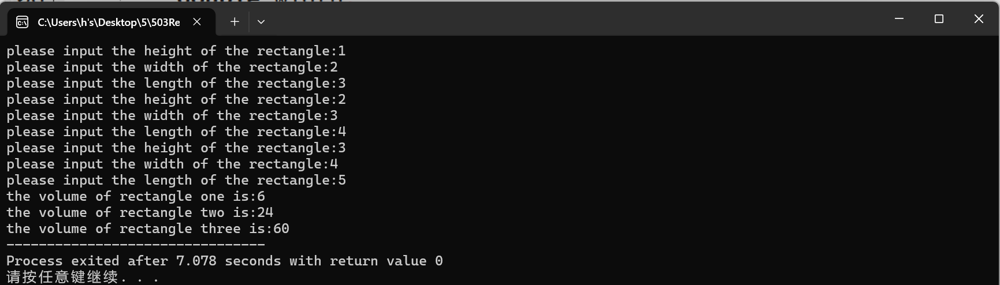 C:\Users\h's\Desktop\5\503Re
please input the height of the rectangle:1
please input the width of the rectangle:2
please input the length of the rectangle:3
please input the height of the rectangle:2
please input the width of the rectangle:3
please input the length of the rectangle:4
please input the height of the rectangle:3
please input the width of the rectangle:4
please input the length of the rectangle:5
the volume of rectangle one is:6
the volume of rectangle two is:24
the volume of rectangle three is:60
--------------------------------
Process exited after 7.078 seconds with return value 0
请按任意键继续. . .